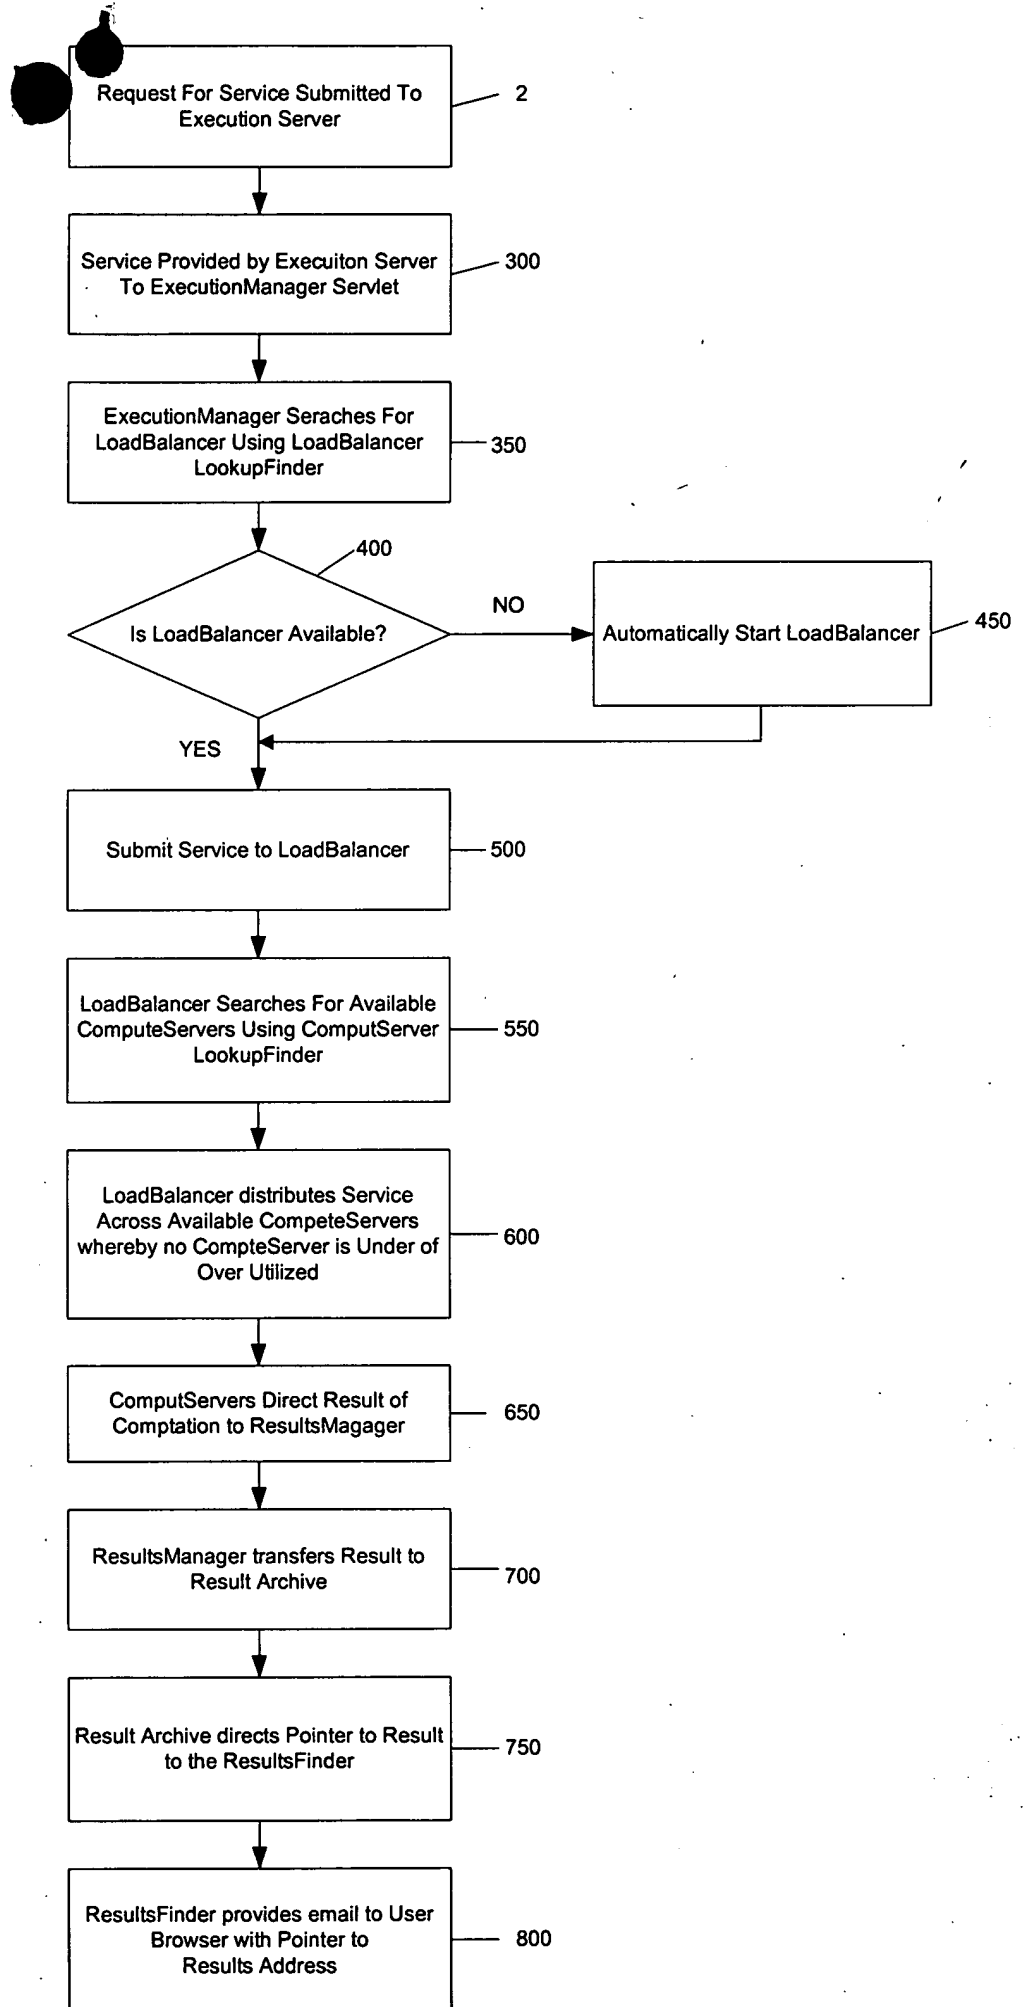 Request For Service Submitted To
Execution Server
2
Service Provided by Execuiton Server
To ExecutionManager Servlet
300
ExecutionManager Seraches For
LoadBalancer Using LoadBalancer
LookupFinder
350
400
Is LoadBalancer Available?
NO
Automatically Start LoadBalancer
450
YES
Submit Service to LoadBalancer
500
LoadBalancer Searches For Available
ComputeServers Using ComputServer
LookupFinder
550
LoadBalancer distributes Service
Across Available CompeteServers
whereby no CompteServer is Under of
Over Utilized
600
ComputServers Direct Result of
Comptation to ResultsMagager
650
ResultsManager transfers Result to
Result Archive
700
Result Archive directs Pointer to Result
to the ResultsFinder
750
ResultsFinder provides email to User
Browser with Pointer to
Results Address
800